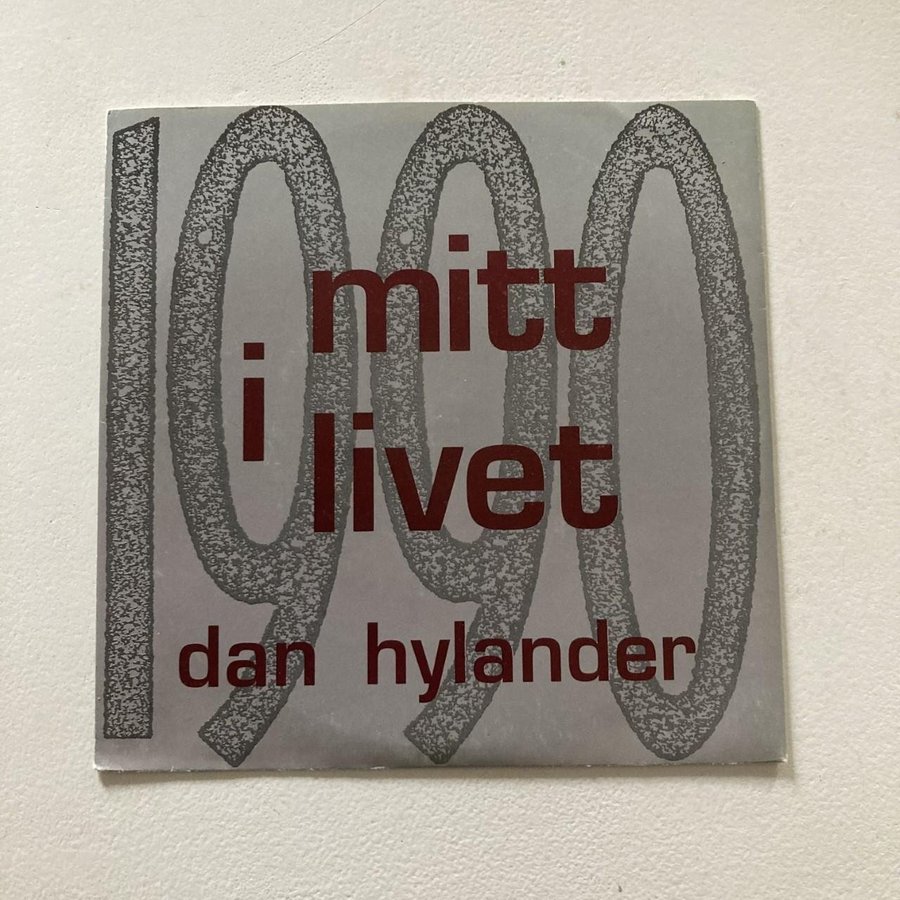 1990
mitt
i
livet
dan hylander